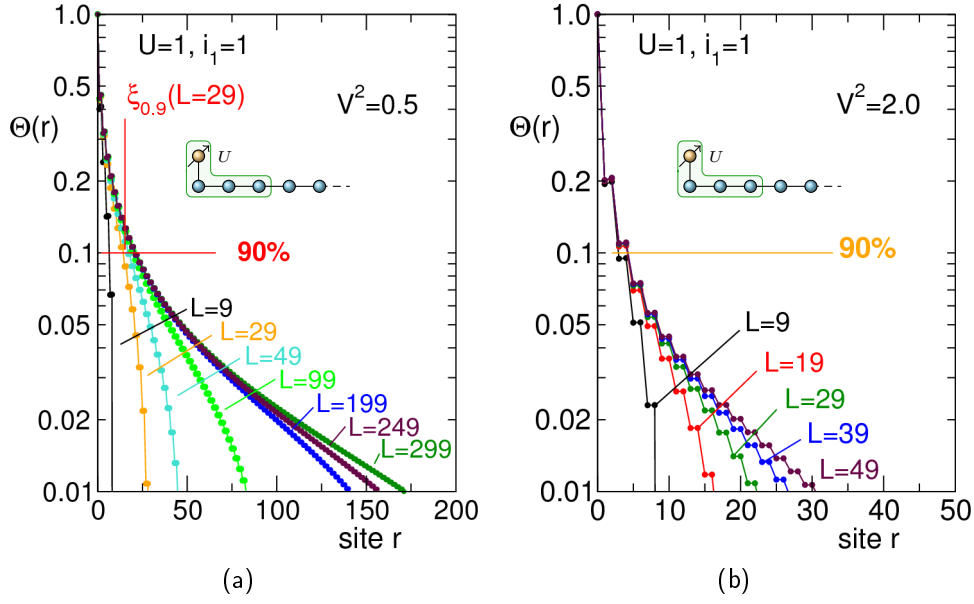 1.0
0.5
Θ(r)
0.2
0.1
0.05
0.02
0.01
U=1, i₁=1
ξ₀.₉(L=29)
V²=0.5
U
90%
L=9
L=29
L=49
L=99
L=199
L=249
L=299
0 50 100 150 200
site r
(a)
1.0
0.5
Θ(r)
0.2
0.1
0.05
0.02
0.01
U=1, i₁=1
V²=2.0
U
90%
L=9
L=19
L=29
L=39
L=49
0 10 20 30 40 50
site r
(b)